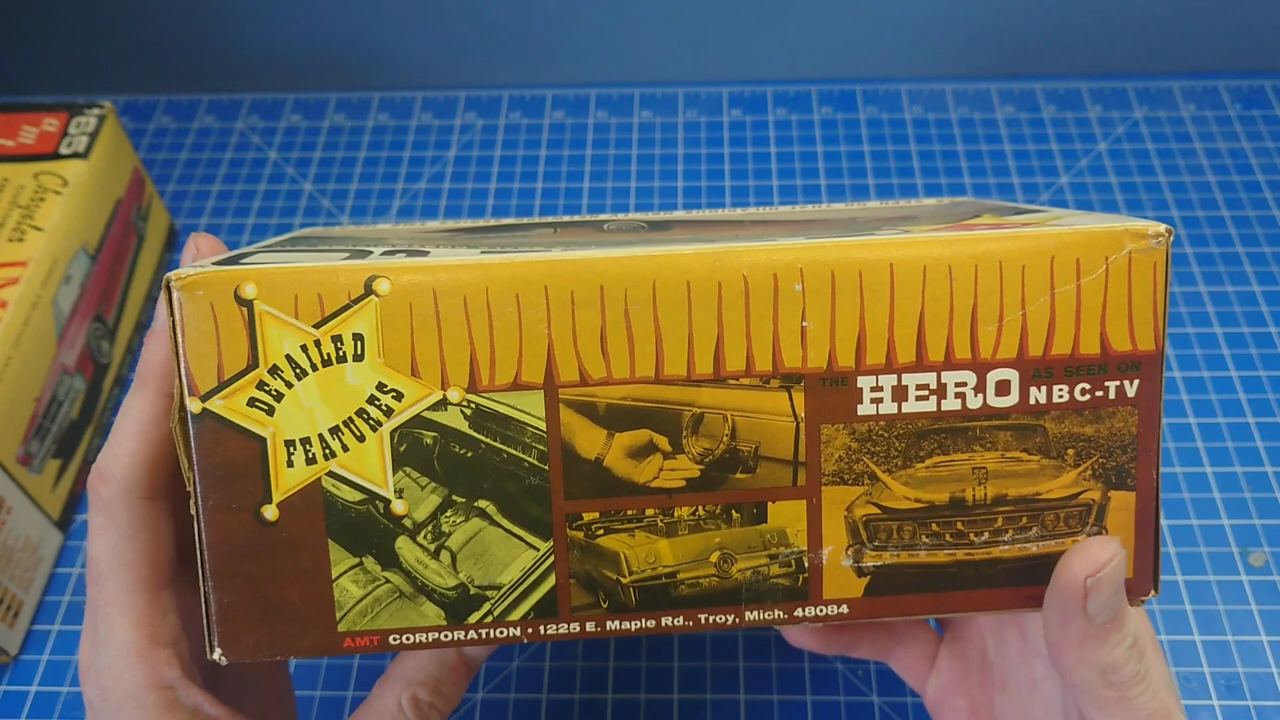 '65
amt
Chrysler
DETAILED
FEATURES
THE HERO AS SEEN ON
NBC-TV
AMT CORPORATION • 1225 E. Maple Rd., Troy, Mich. 48084